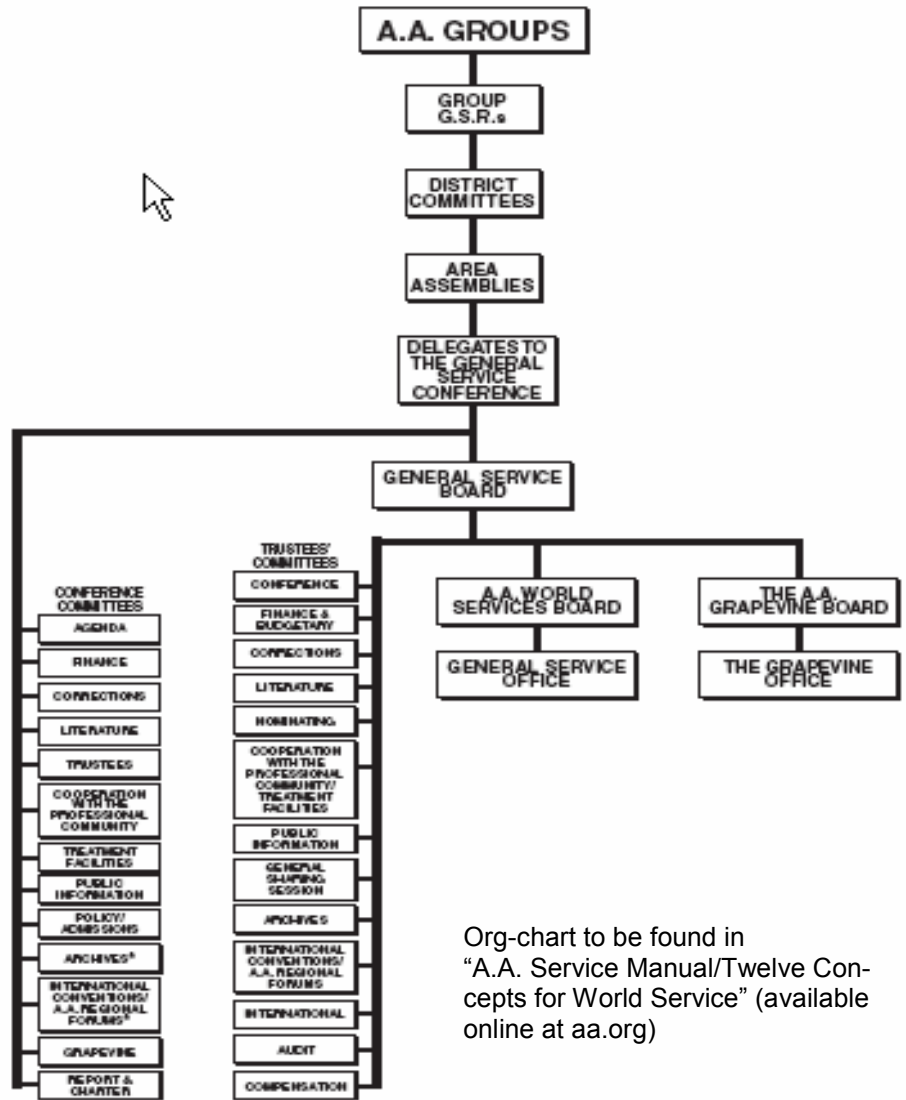 A.A. GROUPS
GROUP
G.S.R.s
DISTRICT
COMMITTEES
AREA
ASSEMBLIES
DELEGATES TO
THE GENERAL
SERVICE
CONFERENCE
GENERAL SERVICE
BOARD
CONFERENCE
COMMITTEES
AGENDA
FINANCE
CORRECTIONS
LITERATURE
TRUSTEES
COOPERATION
WITH THE
PROFESSIONAL
COMMUNITY
TREATMENT
FACILITIES
PUBLIC
INFORMATION
POLICY/
ADMISSIONS
ARCHIVES*
INTERNATIONAL
CONVENTIONS/
A.A. REGIONAL
FORUMS*
GRAPEVINE
REPORT &
CHARTER
TRUSTEES'
COMMITTEES
CONFERENCE
FINANCE &
BUDGETARY
CORRECTIONS
LITERATURE
NOMINATING
COOPERATION
WITH THE
PROFESSIONAL
COMMUNITY/
TREATMENT
FACILITIES
PUBLIC
INFORMATION
GENERAL
SHARING
SESSION
ARCHIVES
INTERNATIONAL
CONVENTIONS/
A.A. REGIONAL
FORUMS
INTERNATIONAL
AUDIT
COMPENSATION
A.A. WORLD
SERVICES BOARD
GENERAL SERVICE
OFFICE
THE A.A.
GRAPEVINE BOARD
THE GRAPEVINE
OFFICE
Org-chart to be found in
“A.A. Service Manual/Twelve Con-
cepts for World Service” (available
online at aa.org)